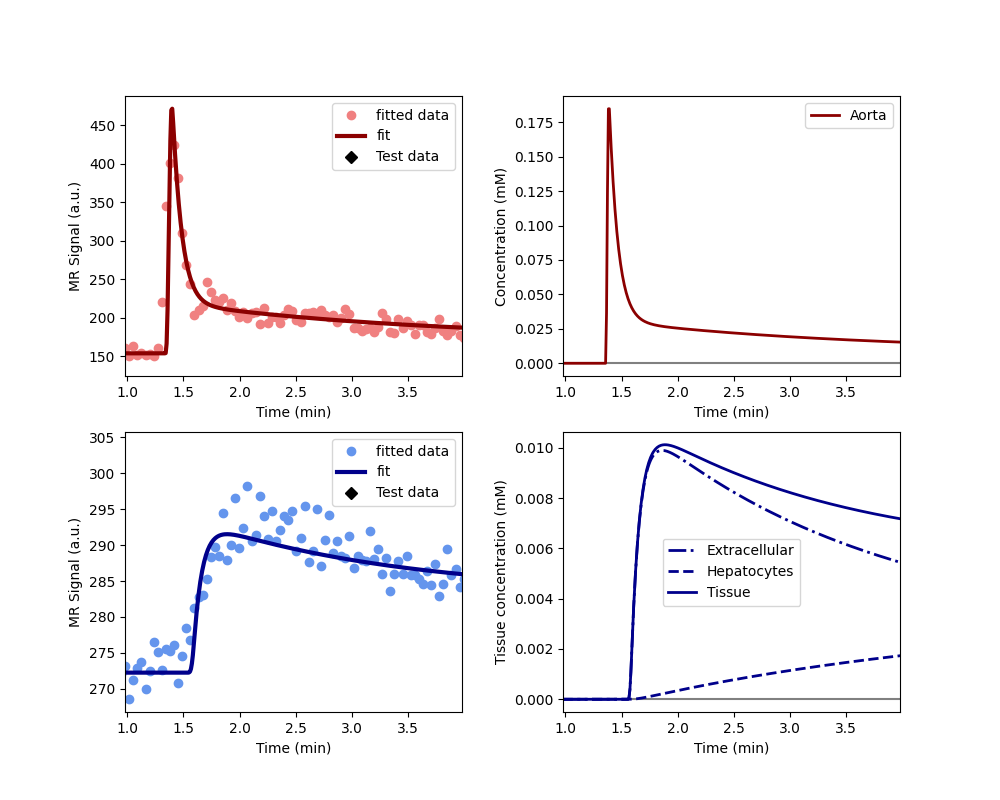 450
400
350
300
250
200
150
1.0 1.5 2.0 2.5 3.0 3.5
Time (min)
MR Signal (a.u.)
fitted data
fit
Test data
0.175
0.150
0.125
0.100
0.075
0.050
0.025
0.000
1.0 1.5 2.0 2.5 3.0 3.5
Time (min)
Concentration (mM)
Aorta
305
300
295
290
285
280
275
270
1.0 1.5 2.0 2.5 3.0 3.5
Time (min)
MR Signal (a.u.)
fitted data
fit
Test data
0.010
0.008
0.006
0.004
0.002
0.000
1.0 1.5 2.0 2.5 3.0 3.5
Time (min)
Tissue concentration (mM)
Extracellular
Hepatocytes
Tissue